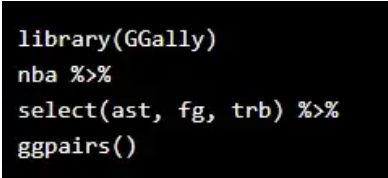 library(GGally)
nba %>%
select(ast, fg, trb) %>%
ggpairs()